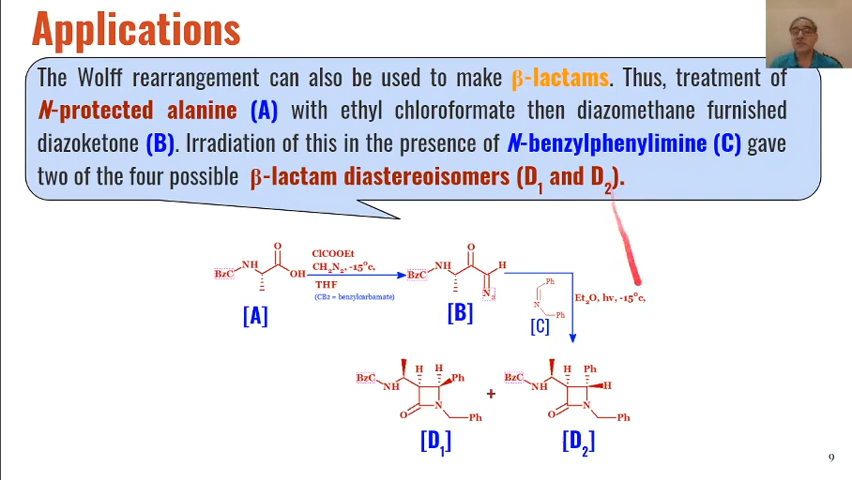 Applications
The Wolff rearrangement can also be used to make β-lactams. Thus, treatment of
N-protected alanine (A) with ethyl chloroformate then diazomethane furnished
diazoketone (B). Irradiation of this in the presence of N-benzylphenylimine (C) gave
two of the four possible β-lactam diastereoisomers (D1 and D2).
BzC NH O OH
ClCOOEt
CH2N2, -15°c,
THF
(CBz = benzylcarbamate)
[A]
BzC NH O H N2
[B]
Ph
N Ph
[C]
Et2O, hv, -15°c,
BzC NH H H Ph
O N Ph
[D1]
+
BzC NH H Ph H
O N Ph
[D2]
9